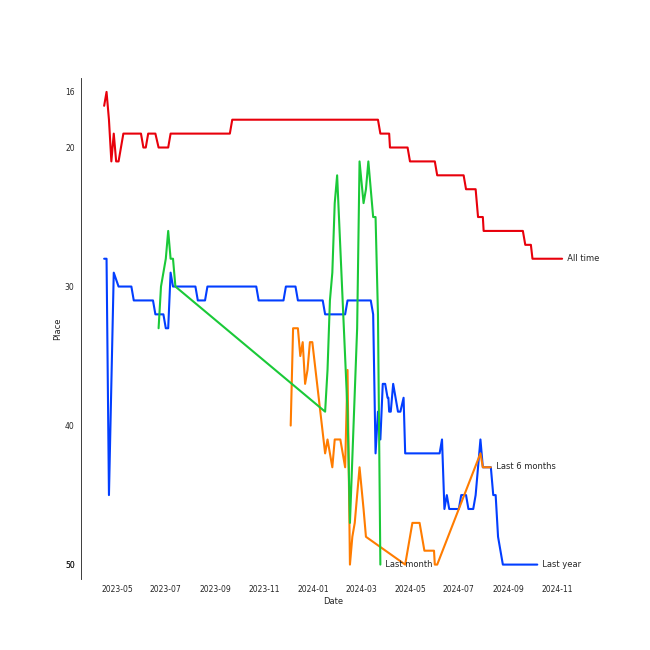 16
20
30
40
50
50
Place
All time
Last 6 months
Last month
Last year
2023-05
2023-07
2023-09
2023-11
2024-01
2024-03
2024-05
2024-07
2024-09
2024-11
Date